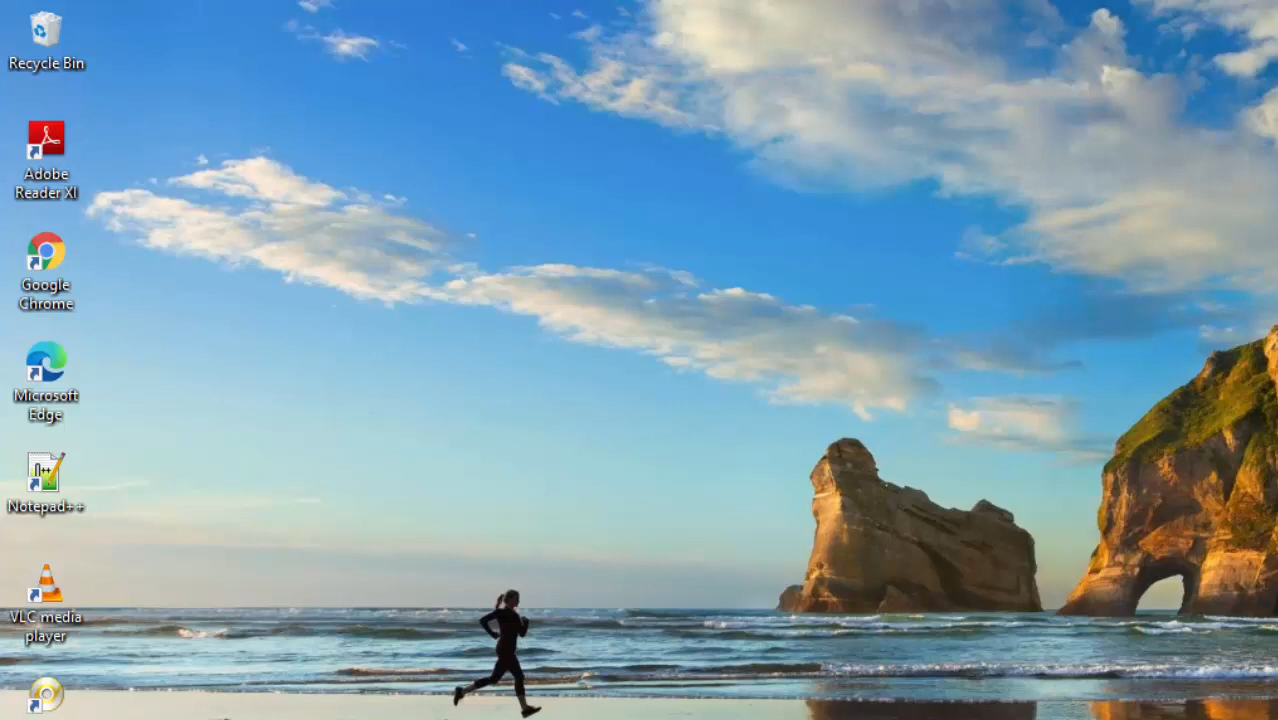 Recycle Bin
Adobe
Reader XI
Google
Chrome
Microsoft
Edge
Notepad++
VLC media
player